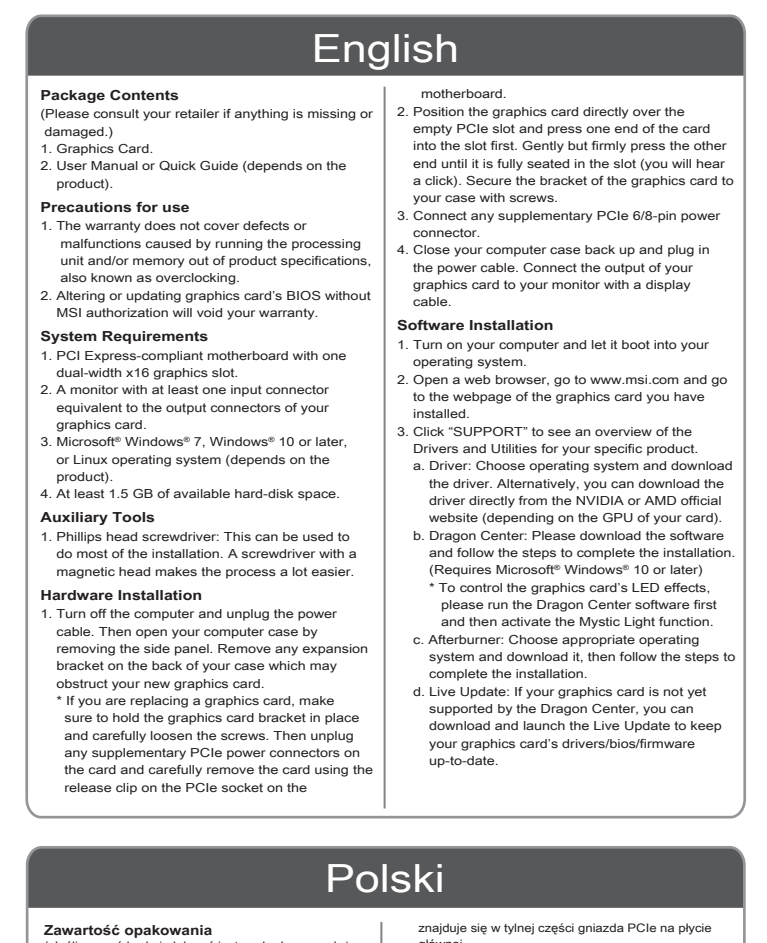 English
Package Contents
(Please consult your retailer if anything is missing or
damaged.)
1. Graphics Card.
2. User Manual or Quick Guide (depends on the
product).
Precautions for use
1. The warranty does not cover defects or
malfunctions caused by running the processing
unit and/or memory out of product specifications,
also known as overclocking.
2. Altering or updating graphics card's BIOS without
MSI authorization will void your warranty.
System Requirements
1. PCI Express-compliant motherboard with one
dual-width x16 graphics slot.
2. A monitor with at least one input connector
equivalent to the output connectors of your
graphics card.
3. Microsoft® Windows® 7, Windows® 10 or later,
or Linux operating system (depends on the
product).
4. At least 1.5 GB of available hard-disk space.
Auxiliary Tools
1. Phillips head screwdriver: This can be used to
do most of the installation. A screwdriver with a
magnetic head makes the process a lot easier.
Hardware Installation
1. Turn off the computer and unplug the power
cable. Then open your computer case by
removing the side panel. Remove any expansion
bracket on the back of your case which may
obstruct your new graphics card.
* If you are replacing a graphics card, make
sure to hold the graphics card bracket in place
and carefully loosen the screws. Then unplug
any supplementary PCIe power connectors on
the card and carefully remove the card using the
release clip on the PCIe socket on the
motherboard.
2. Position the graphics card directly over the
empty PCIe slot and press one end of the card
into the slot first. Gently but firmly press the other
end until it is fully seated in the slot (you will hear
a click). Secure the bracket of the graphics card to
your case with screws.
3. Connect any supplementary PCIe 6/8-pin power
connector.
4. Close your computer case back up and plug in
the power cable. Connect the output of your
graphics card to your monitor with a display
cable.
Software Installation
1. Turn on your computer and let it boot into your
operating system.
2. Open a web browser, go to www.msi.com and go
to the webpage of the graphics card you have
installed.
3. Click “SUPPORT” to see an overview of the
Drivers and Utilities for your specific product.
a. Driver: Choose operating system and download
the driver. Alternatively, you can download the
driver directly from the NVIDIA or AMD official
website (depending on the GPU of your card).
b. Dragon Center: Please download the software
and follow the steps to complete the installation.
(Requires Microsoft® Windows® 10 or later)
* To control the graphics card's LED effects,
please run the Dragon Center software first
and then activate the Mystic Light function.
c. Afterburner: Choose appropriate operating
system and download it, then follow the steps to
complete the installation.
d. Live Update: If your graphics card is not yet
supported by the Dragon Center, you can
download and launch the Live Update to keep
your graphics card's drivers/bios/firmware
up-to-date.
Polski
Zawartość opakowania
znajduje się w tylnej części gniazda PCIe na płycie